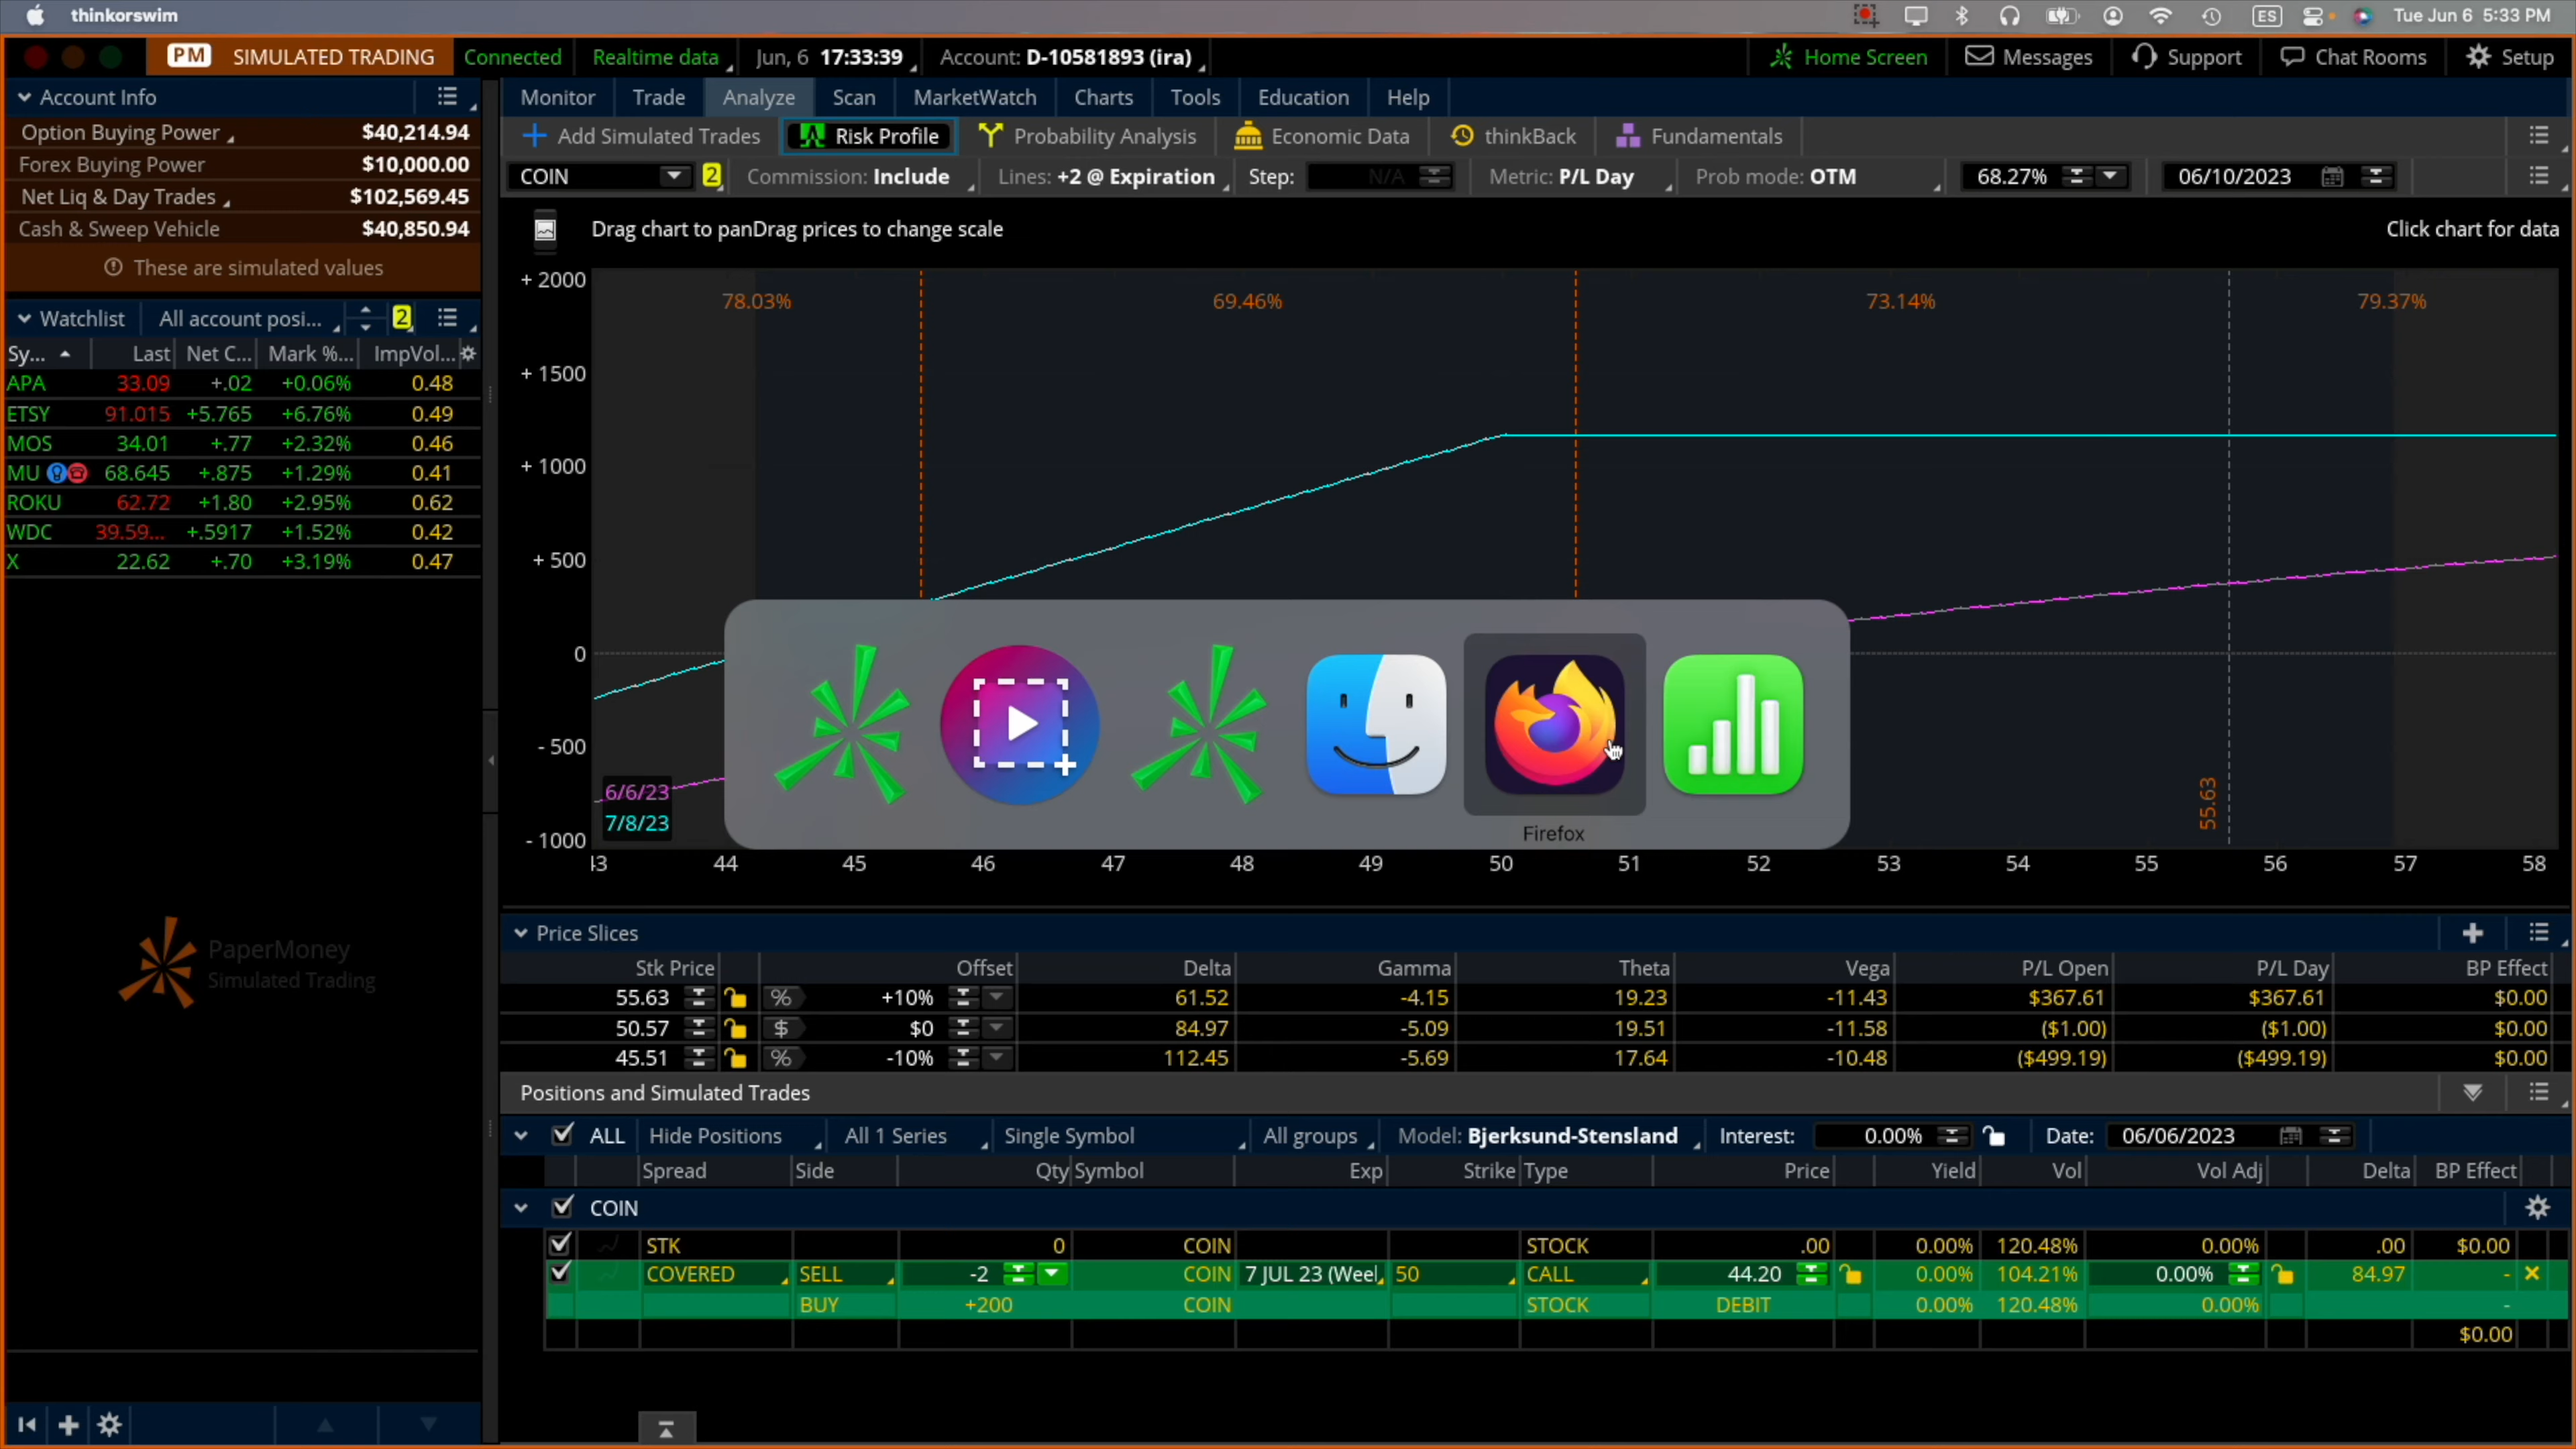 thinkorswim
ES
Tue Jun 6 5:33 PM
PM SIMULATED TRADING
Connected
Realtime data
Jun, 6 17:33:39
Account: D-10581893 (ira)
Home Screen
Messages
Support
Chat Rooms
Setup
Account Info
Option Buying Power $40,214.94
Forex Buying Power $10,000.00
Net Liq & Day Trades $102,569.45
Cash & Sweep Vehicle $40,850.94
These are simulated values
Watchlist All account posi... 2
Sy... Last Net C... Mark %... ImpVol...
APA 33.09 +.02 +0.06% 0.48
ETSY 91.015 +5.765 +6.76% 0.49
MOS 34.01 +.77 +2.32% 0.46
MU 68.645 +.875 +1.29% 0.41
ROKU 62.72 +1.80 +2.95% 0.62
WDC 39.59... +.5917 +1.52% 0.42
X 22.62 +.70 +3.19% 0.47
PaperMoney
Simulated Trading
Monitor Trade Analyze Scan MarketWatch Charts Tools Education Help
Add Simulated Trades Risk Profile Probability Analysis Economic Data thinkBack Fundamentals
COIN 2 Commission: Include Lines: +2 @ Expiration Step: N/A Metric: P/L Day Prob mode: OTM 68.27% 06/10/2023
Drag chart to panDrag prices to change scale
Click chart for data
78.03% 69.46% 73.14% 79.37%
+ 2000
+ 1500
+ 1000
+ 500
0
- 500
- 1000
6/6/23
7/8/23
55.63
Firefox
44 45 46 47 48 49 50 51 52 53 54 55 56 57 58
Price Slices
Stk Price Offset Delta Gamma Theta Vega P/L Open P/L Day BP Effect
55.63 % +10% 61.52 -4.15 19.23 -11.43 $367.61 $367.61 $0.00
50.57 $ $0 84.97 -5.09 19.51 -11.58 ($1.00) ($1.00) $0.00
45.51 % -10% 112.45 -5.69 17.64 -10.48 ($499.19) ($499.19) $0.00
Positions and Simulated Trades
ALL Hide Positions All 1 Series Single Symbol All groups Model: Bjerksund-Stensland Interest: 0.00% Date: 06/06/2023
Spread Side Qty Symbol Exp Strike Type Price Yield Vol Vol Adj Delta BP Effect
COIN
STK 0 COIN STOCK .00 0.00% 120.48% 0.00% .00 $0.00
COVERED SELL -2 COIN 7 JUL 23 (Weel 50 CALL 44.20 0.00% 104.21% 0.00% 84.97 -
BUY +200 COIN STOCK DEBIT 0.00% 120.48% 0.00% -
$0.00